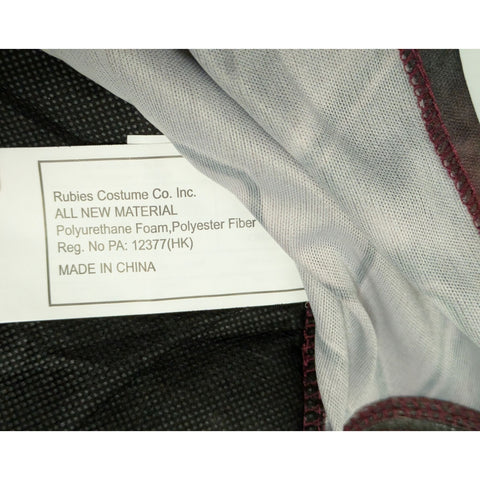 Rubies Costume Co. Inc.
ALL NEW MATERIAL
Polyurethane Foam,Polyester Fiber
Reg. No PA: 12377(HK)
MADE IN CHINA